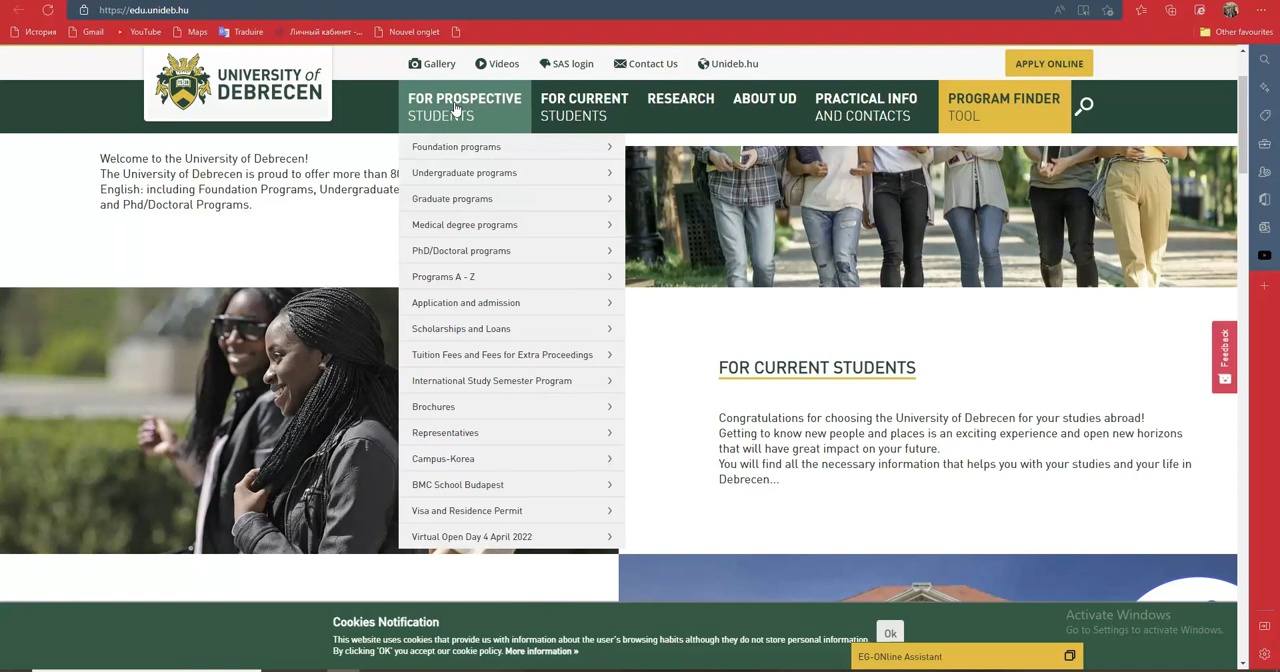 https://edu.unideb.hu
История
Gmail
YouTube
Maps
Traduire
Личный кабинет -...
Nouvel onglet
Other favourites
UNIVERSITY of
DEBRECEN
Gallery
Videos
SAS login
Contact Us
Unideb.hu
APPLY ONLINE
FOR PROSPECTIVE
STUDENTS
FOR CURRENT
STUDENTS
RESEARCH
ABOUT UD
PRACTICAL INFO
AND CONTACTS
PROGRAM FINDER
TOOL
Welcome to the University of Debrecen!
The University of Debrecen is proud to offer more than 8
English: including Foundation Programs, Undergraduate
and Phd/Doctoral Programs.
Foundation programs
Undergraduate programs
Graduate programs
Medical degree programs
PhD/Doctoral programs
Programs A - Z
Application and admission
Scholarships and Loans
Tuition Fees and Fees for Extra Proceedings
International Study Semester Program
Brochures
Representatives
Campus-Korea
BMC School Budapest
Visa and Residence Permit
Virtual Open Day 4 April 2022
FOR CURRENT STUDENTS
Congratulations for choosing the University of Debrecen for your studies abroad!
Getting to know new people and places is an exciting experience and open new horizons
that will have great impact on your future.
You will find all the necessary information that helps you with your studies and your life in
Debrecen...
Feedback
Cookies Notification
This website uses cookies that provide us with information about the user's browsing habits although they do not store personal information.
By clicking 'OK' you accept our cookie policy. More information »
Ok
EG-ONline Assistant
Activate Windows
Go to Settings to activate Windows.